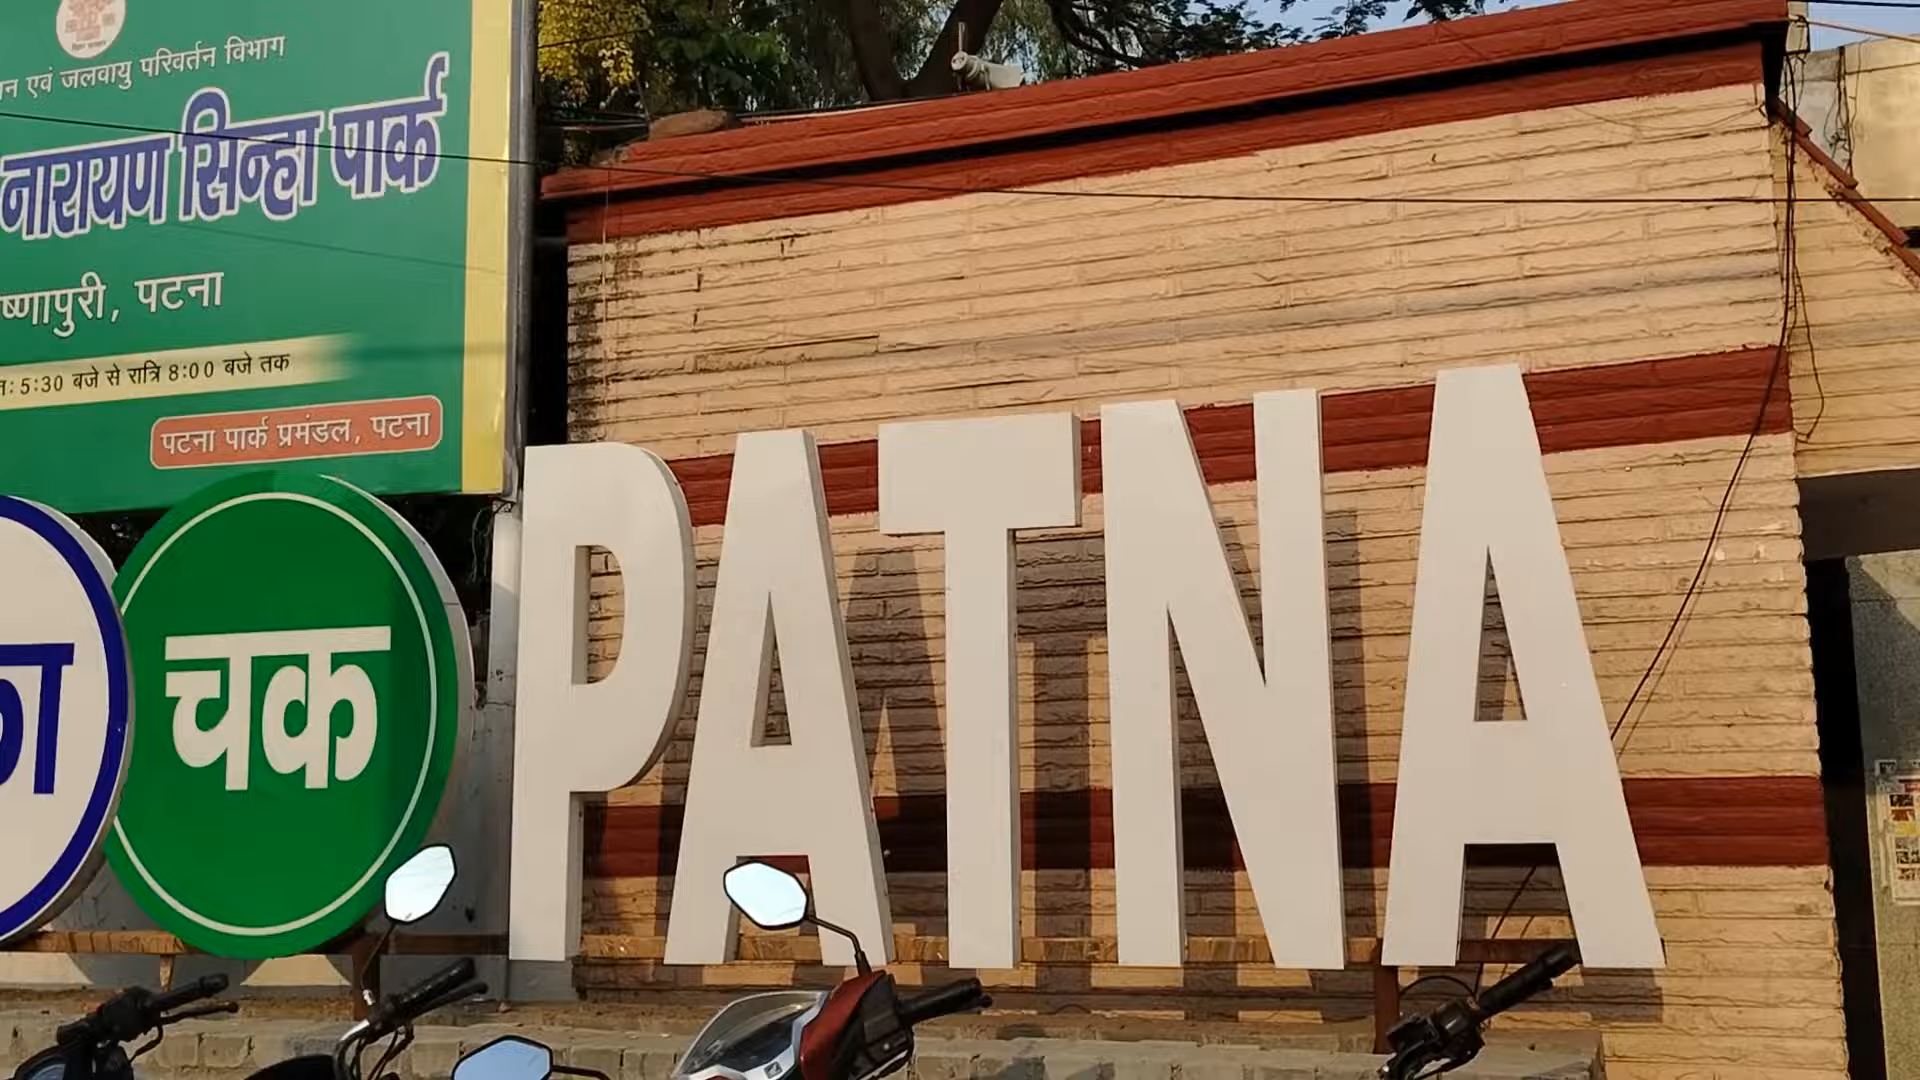 एवं जलवायु परिवर्तन विभाग
नारायण सिन्हा पार्क
पटना
5:30 बजे से रात्रि 8:00 बजे तक
पटना पार्क प्रमंडल, पटना
चक
PATNA